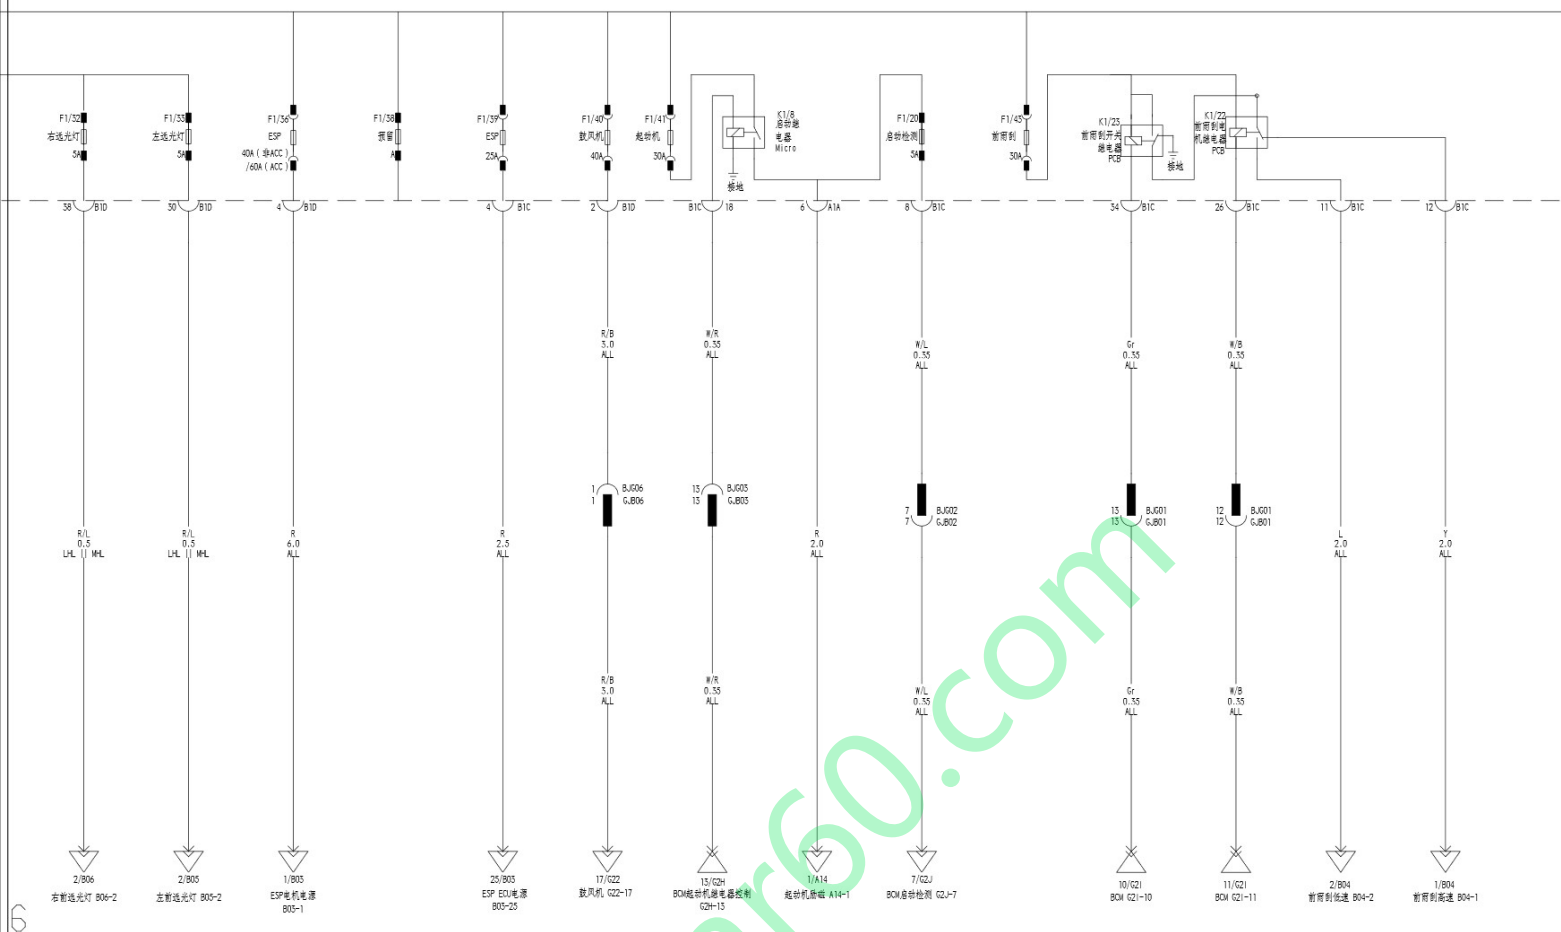 F1/32
右远光灯
5A
F1/33
左远光灯
5A
F1/36
ESP
40A ( 非ACC )
/60A ( ACC )
F1/38
预留
A
F1/39
ESP
25A
F1/40
鼓风机
40A
F1/41
起动机
30A
K1/8
启动继
电器
Micro
接地
F1/20
启动检测
5A
F1/43
前雨刮
30A
K1/23
前雨刮开关
继电器
PCB
接地
K1/22
前雨刮电
机继电器
PCB
38 B1D
30 B1D
4 B1D
4 B1C
2 B1D
B1C 18
6 A1A
8 B1C
34 B1C
26 B1C
11 B1C
12 B1C
R/B
3.0
ALL
W/R
0.35
ALL
W/L
0.35
ALL
Gr
0.35
ALL
W/B
0.35
ALL
1 BJG06
1 GJB06
13 BJG03
13 GJB03
7 BJG02
7 GJB02
13 BJG01
13 GJB01
12 BJG01
12 GJB01
R/L
0.5
LHL || MHL
R/L
0.5
LHL || MHL
R
6.0
ALL
R
2.5
ALL
R
2.0
ALL
L
2.0
ALL
Y
2.0
ALL
R/B
3.0
ALL
W/R
0.35
ALL
W/L
0.35
ALL
Gr
0.35
ALL
W/B
0.35
ALL
2/B06
右前远光灯 B06-2
2/B05
左前远光灯 B05-2
1/B03
ESP电机电源
B03-1
25/B03
ESP ECU电源
B03-25
17/G22
鼓风机 G22-17
13/G2H
BCM起动机继电器控制
G2H-13
1/A14
起动机励磁 A14-1
7/G2J
BCM启动检测 G2J-7
10/G2I
BCM G2I-10
11/G2I
BCM G2I-11
2/B04
前雨刮低速 B04-2
1/B04
前雨刮高速 B04-1
6
ar60.com